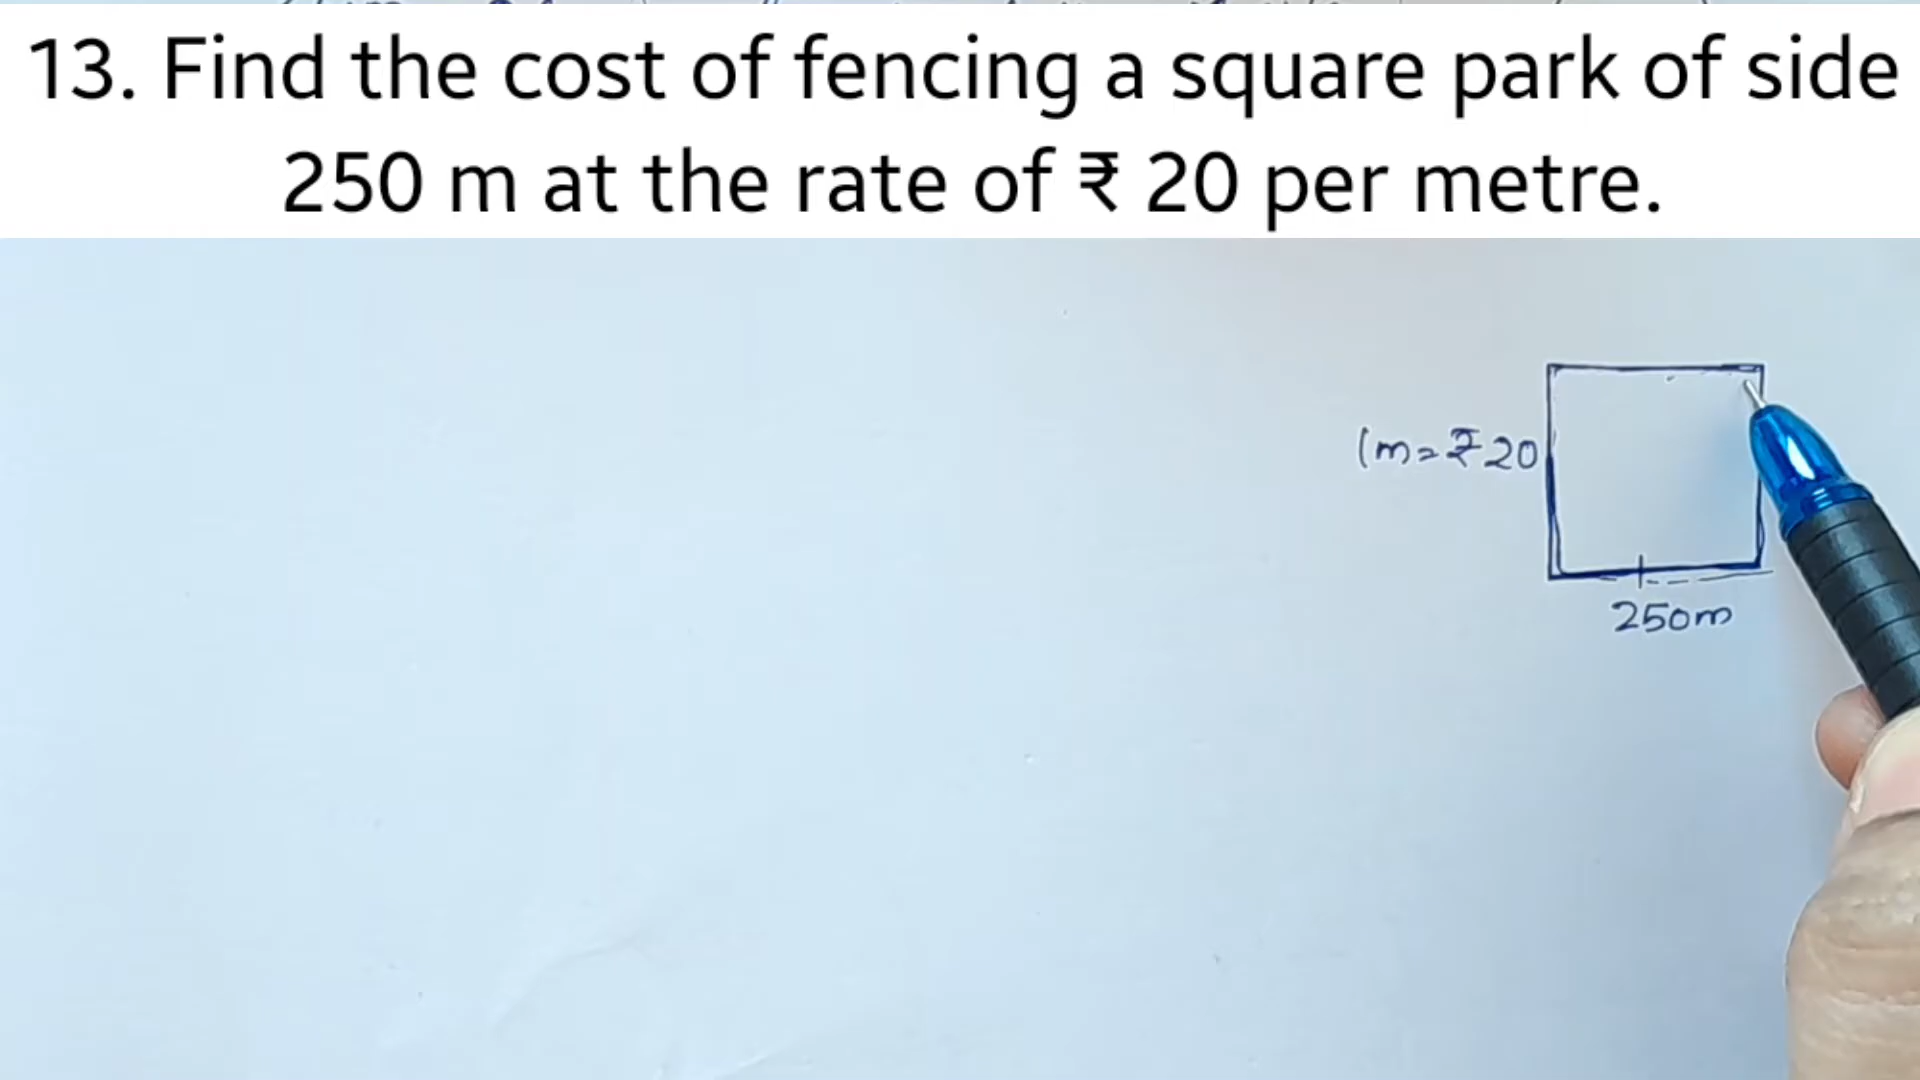 13. Find the cost of fencing a square park of side
250 m at the rate of ₹ 20 per metre.
1m = ₹20
250m